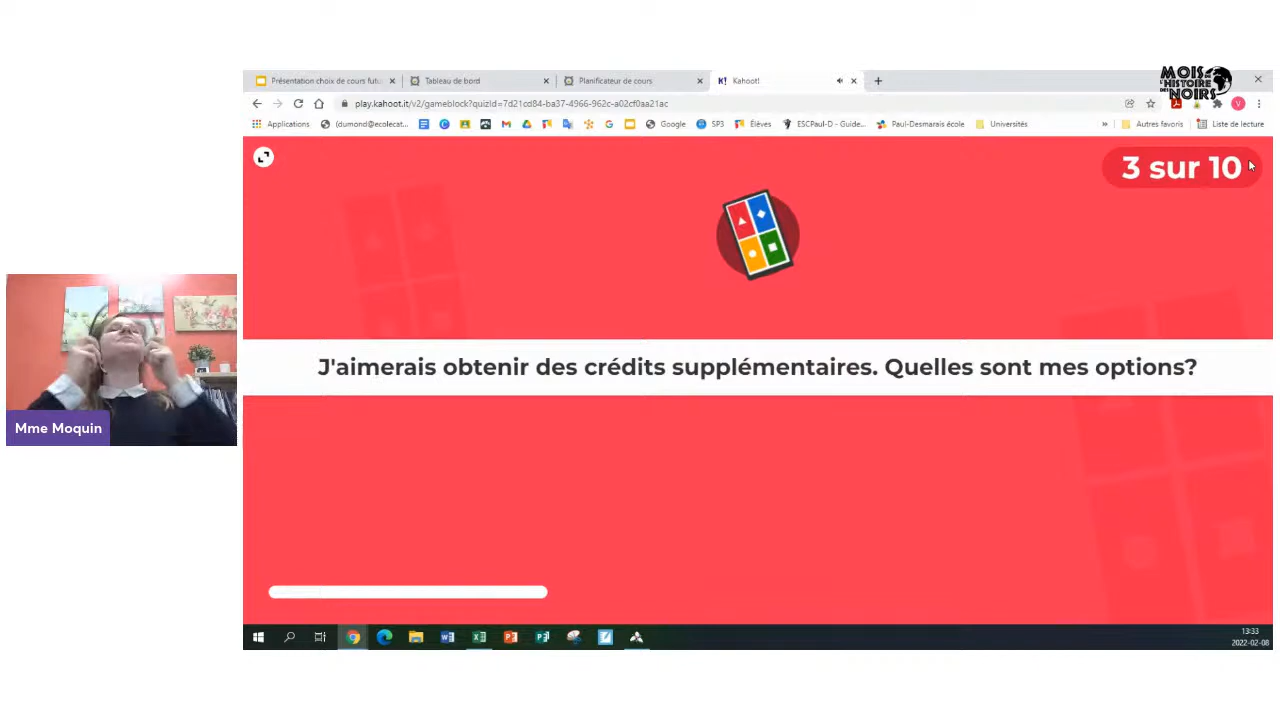 Présentation choix de cours futu
Tableau de bord
Planificateur de cours
K! Kahoot!
play.kahoot.it/v2/gameblock?quizId=7d21cd84-ba37-4966-962c-a02cf0aa21ac
Applications
(dumond@ecolecat...
SP3
Google
Élèves
ESCPaul-D - Guide...
Paul-Desmarais école
Universités
»
Autres favoris
Liste de lecture
MOIS DE
L'HISTOIRE
DES NOIRS
3 sur 10
J'aimerais obtenir des crédits supplémentaires. Quelles sont mes options?
Mme Moquin
13:33
2022-02-08